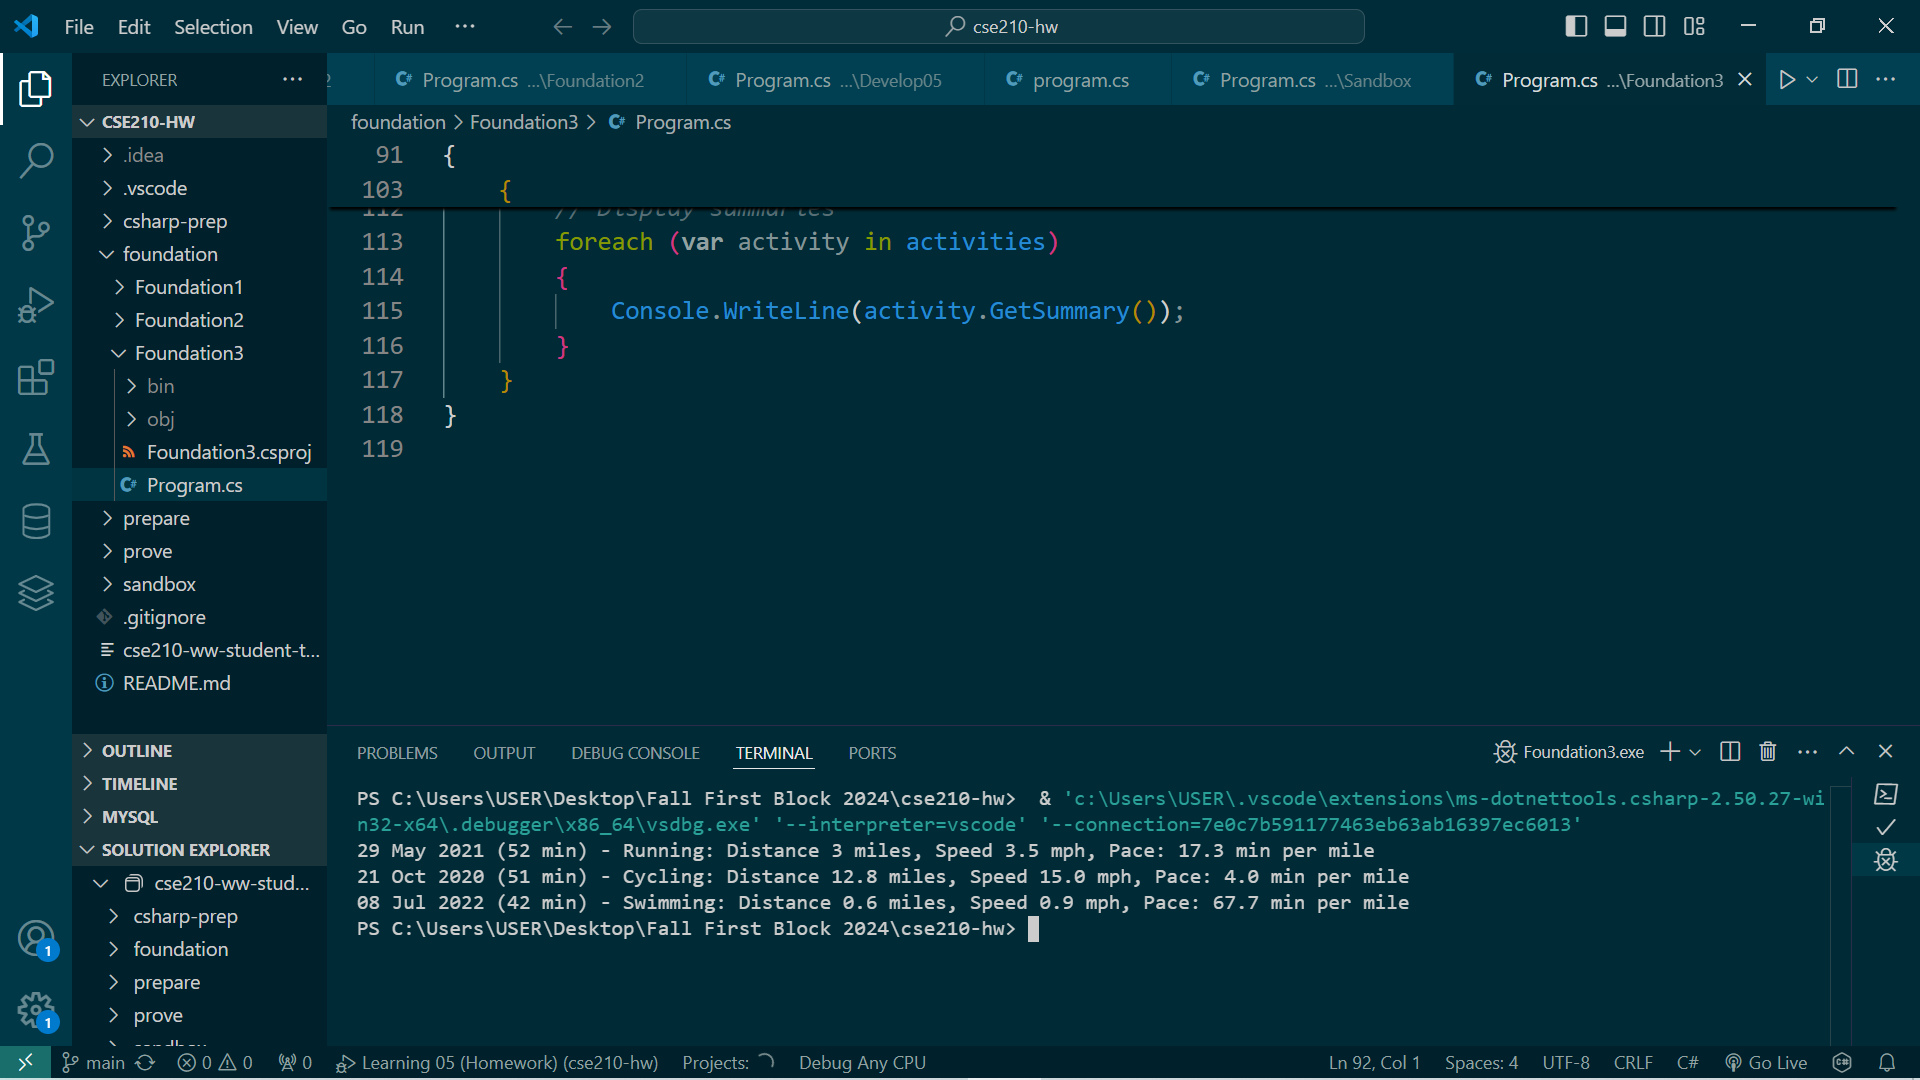 File Edit Selection View Go Run ··· cse210-hw
EXPLORER ···
2 Program.cs ...\Foundation2 Program.cs ...\Develop05 program.cs Program.cs ...\Sandbox Program.cs ...\Foundation3
foundation > Foundation3 > Program.cs
CSE210-HW
.idea
.vscode
csharp-prep
foundation
Foundation1
Foundation2
Foundation3
bin
obj
Foundation3.csproj
Program.cs
prepare
prove
sandbox
.gitignore
cse210-ww-student-t...
README.md
OUTLINE
TIMELINE
MYSQL
SOLUTION EXPLORER
cse210-ww-stud...
csharp-prep
foundation
prepare
prove
sandbox
91 {
103 {
112 // Display summaries
113 foreach (var activity in activities)
114 {
115 Console.WriteLine(activity.GetSummary());
116 }
117 }
118 }
119
PROBLEMS OUTPUT DEBUG CONSOLE TERMINAL PORTS Foundation3.exe
PS C:\Users\USER\Desktop\Fall First Block 2024\cse210-hw>  & 'c:\Users\USER\.vscode\extensions\ms-dotnettools.csharp-2.50.27-wi
n32-x64\.debugger\x86_64\vsdbg.exe' '--interpreter=vscode' '--connection=7e0c7b591177463eb63ab16397ec6013'
29 May 2021 (52 min) - Running: Distance 3 miles, Speed 3.5 mph, Pace: 17.3 min per mile
21 Oct 2020 (51 min) - Cycling: Distance 12.8 miles, Speed 15.0 mph, Pace: 4.0 min per mile
08 Jul 2022 (42 min) - Swimming: Distance 0.6 miles, Speed 0.9 mph, Pace: 67.7 min per mile
PS C:\Users\USER\Desktop\Fall First Block 2024\cse210-hw>
1
1
main 0 0 0 Learning 05 (Homework) (cse210-hw) Projects: Debug Any CPU Ln 92, Col 1 Spaces: 4 UTF-8 CRLF C# Go Live